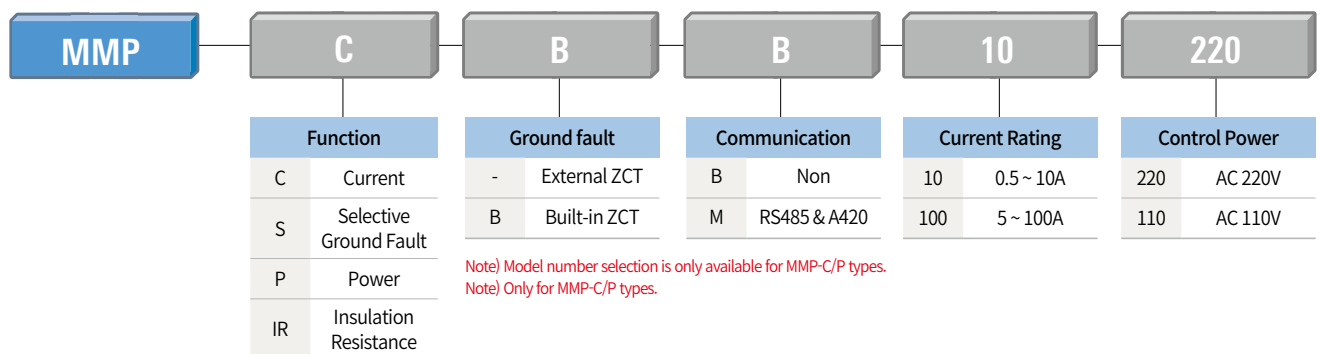 MMP C B B 10 220
Function Ground fault Communication Current Rating Control Power
C Current - External ZCT B Non 10 0.5 ~ 10A 220 AC 220V
S Selective Ground Fault B Built-in ZCT M RS485 & A420 100 5 ~ 100A 110 AC 110V
Note) Model number selection is only available for MMP-C/P types.
P Power
Note) Only for MMP-C/P types.
IR Insulation
Resistance